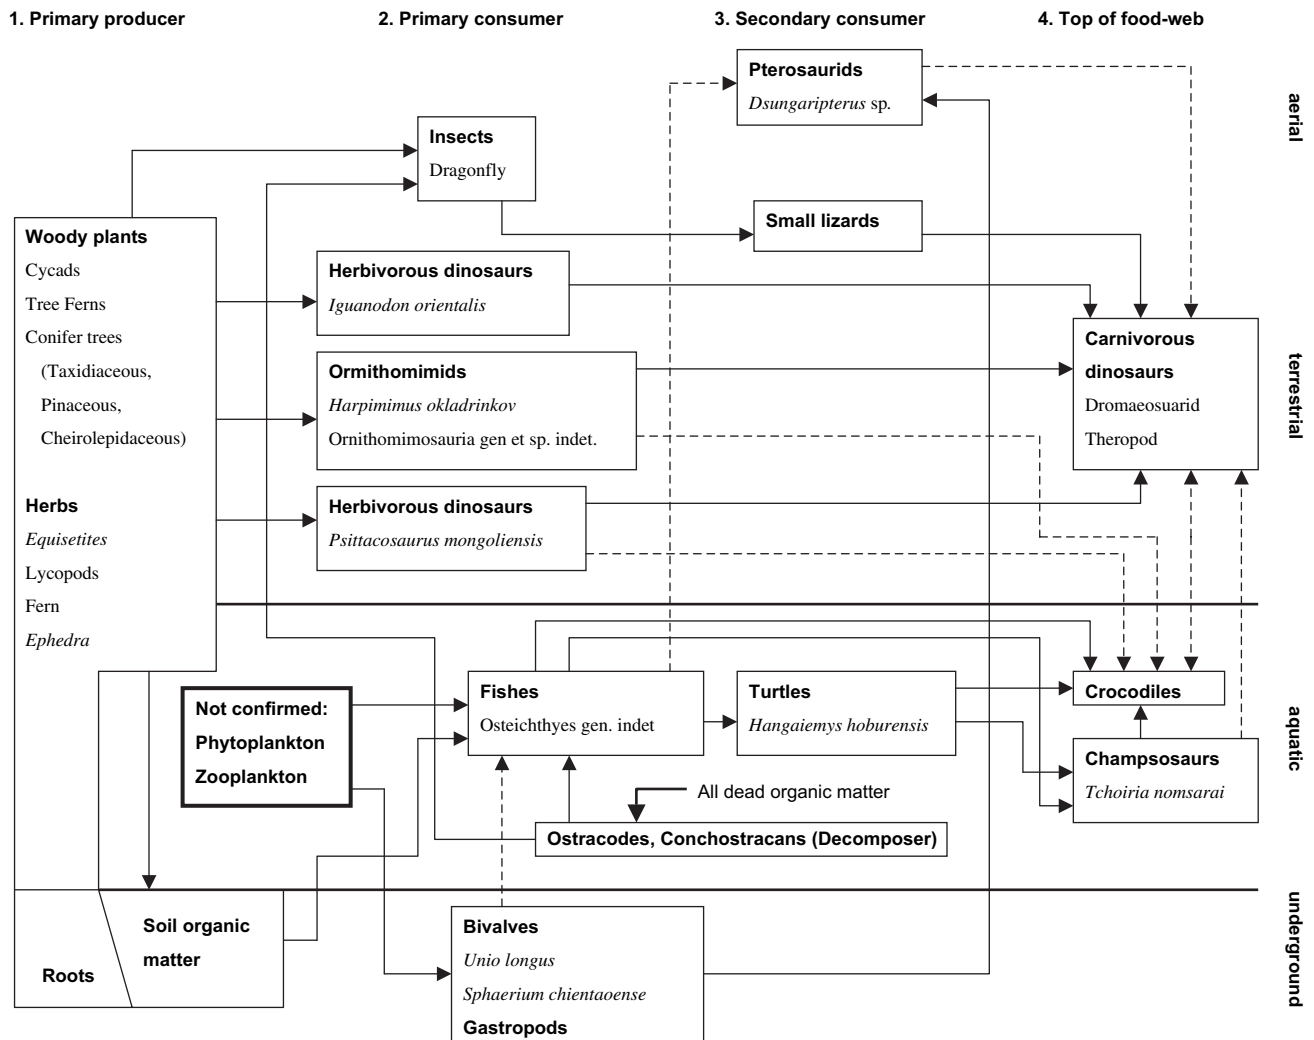 1. Primary producer
2. Primary consumer
3. Secondary consumer
4. Top of food-web
Pterosaurids
Dsungaripterus sp.
aerial
Insects
Dragonfly
Small lizards
Woody plants
Cycads
Tree Ferns
Conifer trees
(Taxidiaceous,
Pinaceous,
Cheirolepidaceous)
Herbs
Equisetites
Lycopods
Fern
Ephedra
Herbivorous dinosaurs
Iguanodon orientalis
Ormithomimids
Harpimimus okladrinkov
Ornithomimosauria gen et sp. indet.
Herbivorous dinosaurs
Psittacosaurus mongoliensis
Carnivorous
dinosaurs
Dromaeosuarid
Theropod
terrestrial
Not confirmed:
Phytoplankton
Zooplankton
Fishes
Osteichthyes gen. indet
Turtles
Hangaiemys hoburensis
Crocodiles
Champsosaurs
Tchoiria nomsarai
aquatic
All dead organic matter
Ostracodes, Conchostracans (Decomposer)
Roots
Soil organic
matter
Bivalves
Unio longus
Sphaerium chientaoense
Gastropods
underground